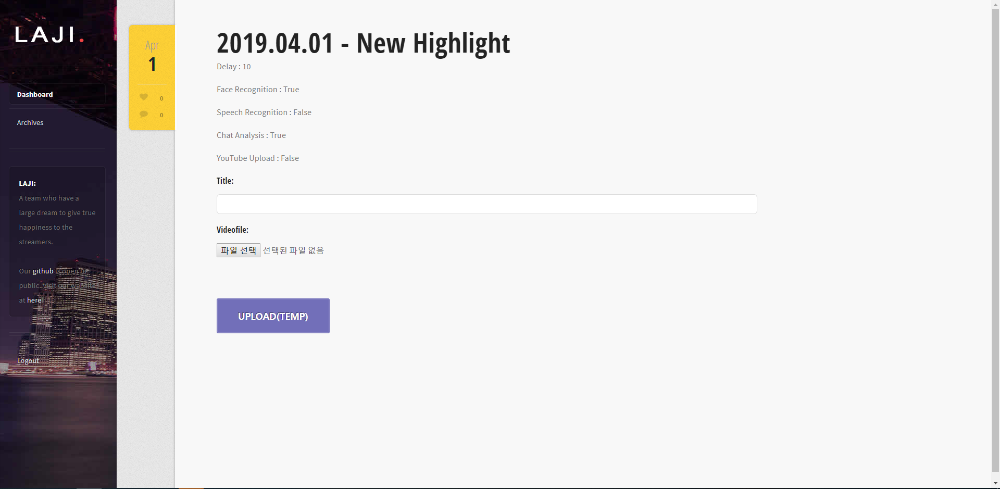 LAJI.
Dashboard
Archives
LAJI:
A team who have a
large dream to give true
happiness to the
streamers.
Our github is open to
public. Visit our website
at here
Logout
Apr
1
0
0
2019.04.01 - New Highlight
Delay : 10
Face Recognition : True
Speech Recognition : False
Chat Analysis : True
YouTube Upload : False
Title:
Videofile:
파일 선택 선택된 파일 없음
UPLOAD(TEMP)